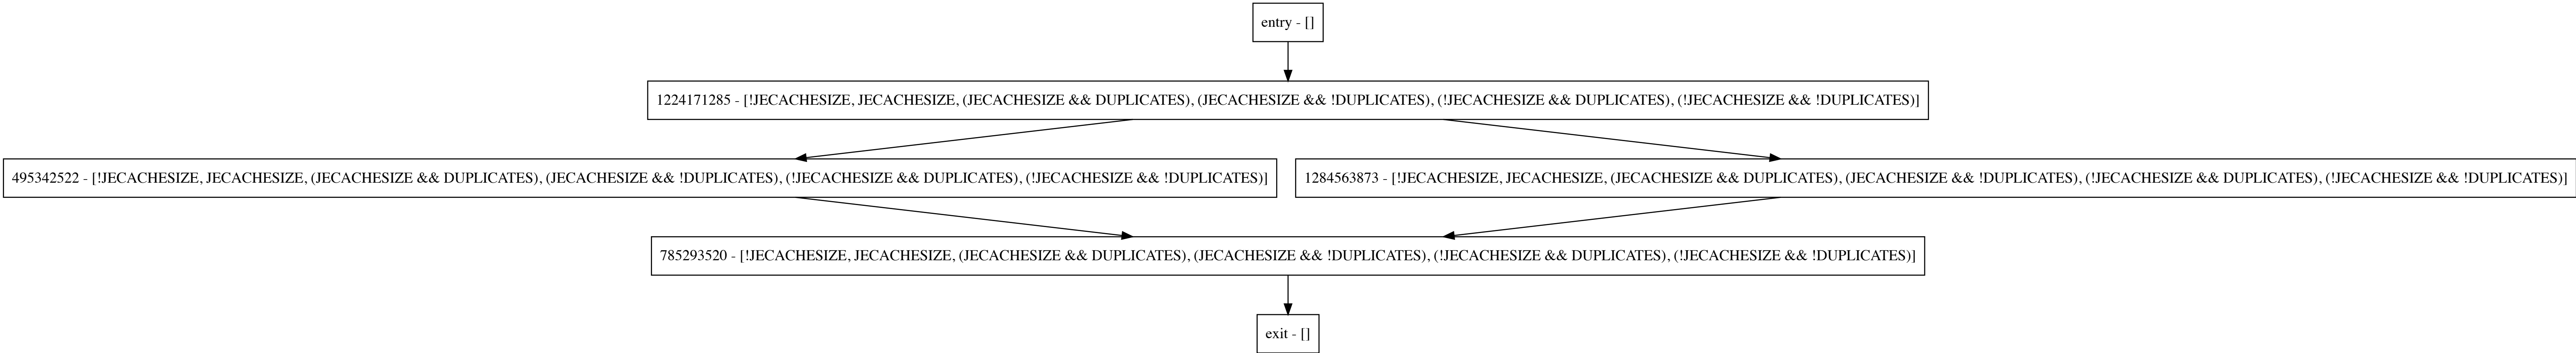 entry - []
1224171285 - [!JECACHESIZE, JECACHESIZE, (JECACHESIZE && DUPLICATES), (JECACHESIZE && !DUPLICATES), (!JECACHESIZE && DUPLICATES), (!JECACHESIZE && !DUPLICATES)]
495342522 - [!JECACHESIZE, JECACHESIZE, (JECACHESIZE && DUPLICATES), (JECACHESIZE && !DUPLICATES), (!JECACHESIZE && DUPLICATES), (!JECACHESIZE && !DUPLICATES)]
1284563873 - [!JECACHESIZE, JECACHESIZE, (JECACHESIZE && DUPLICATES), (JECACHESIZE && !DUPLICATES), (!JECACHESIZE && DUPLICATES), (!JECACHESIZE && !DUPLICATES)]
785293520 - [!JECACHESIZE, JECACHESIZE, (JECACHESIZE && DUPLICATES), (JECACHESIZE && !DUPLICATES), (!JECACHESIZE && DUPLICATES), (!JECACHESIZE && !DUPLICATES)]
exit - []